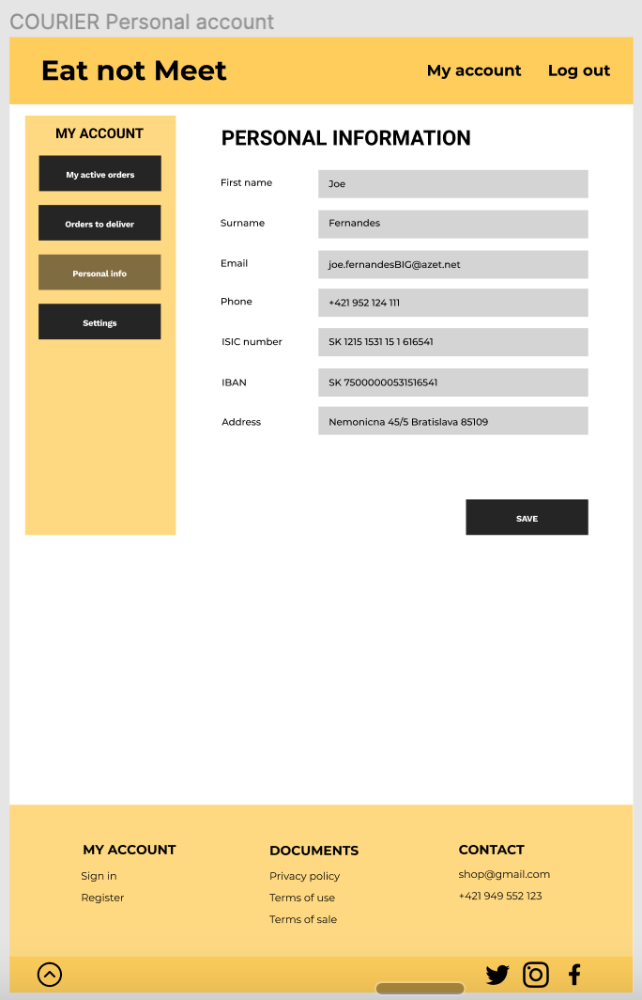 COURIER Personal account
Eat not Meet
My account
Log out
MY ACCOUNT
My active orders
Orders to deliver
Personal info
Settings
PERSONAL INFORMATION
First name
Joe
Surname
Fernandes
Email
joe.fernandesBIG@azet.net
Phone
+421 952 124 111
ISIC number
SK 1215 1531 15 1 616541
IBAN
SK 75000000531516541
Address
Nemonicna 45/5 Bratislava 85109
SAVE
MY ACCOUNT
Sign in
Register
DOCUMENTS
Privacy policy
Terms of use
Terms of sale
CONTACT
shop@gmail.com
+421 949 552 123